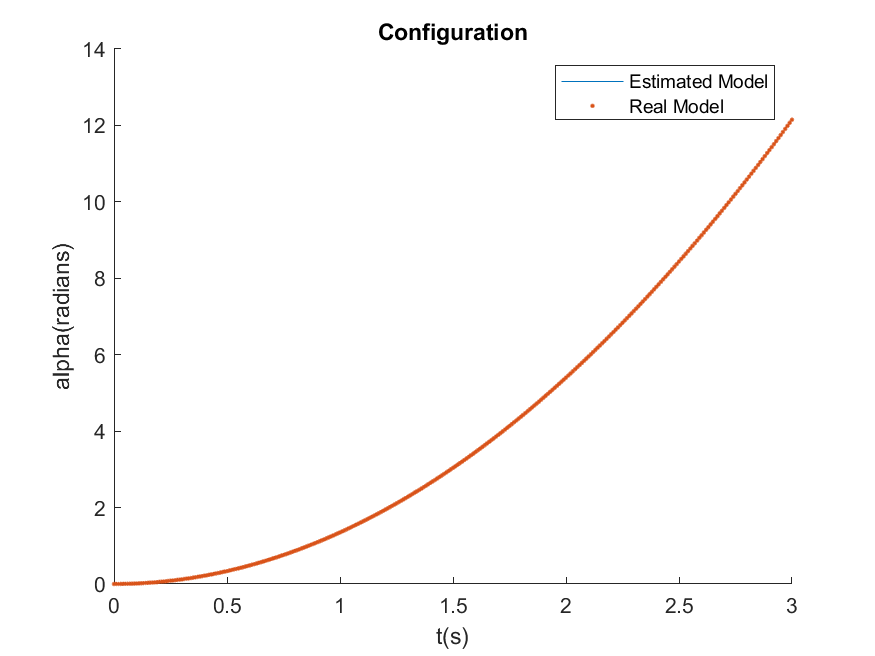 Configuration
14
12
10
8
6
4
2
0
alpha(radians)
Estimated Model
Real Model
0 0.5 1 1.5 2 2.5 3
t(s)